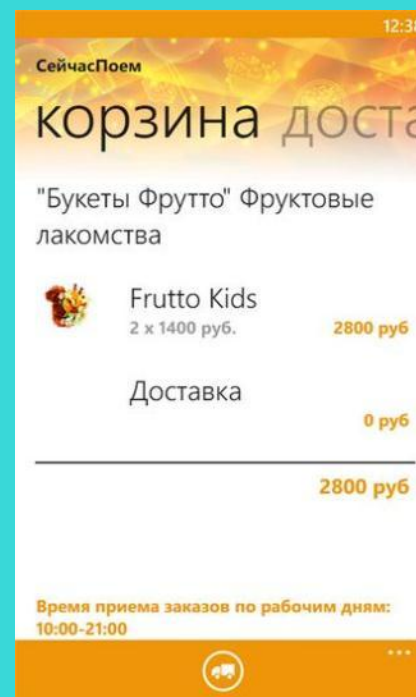 12:38
СейчасПоем
корзина доста
"Букеты Фрутто" Фруктовые
лакомства
Frutto Kids
2 x 1400 руб.
2800 руб
Доставка
0 руб
2800 руб
Время приема заказов по рабочим дням:
10:00-21:00